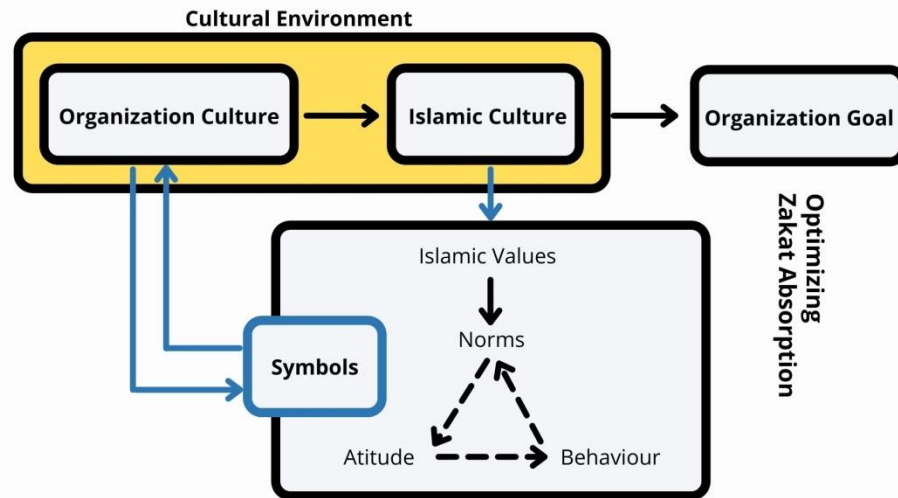 Cultural Environment
Organization Culture
Islamic Culture
Organization Goal
Optimizing
Zakat Absorption
Islamic Values
Norms
Symbols
Atitude
Behaviour